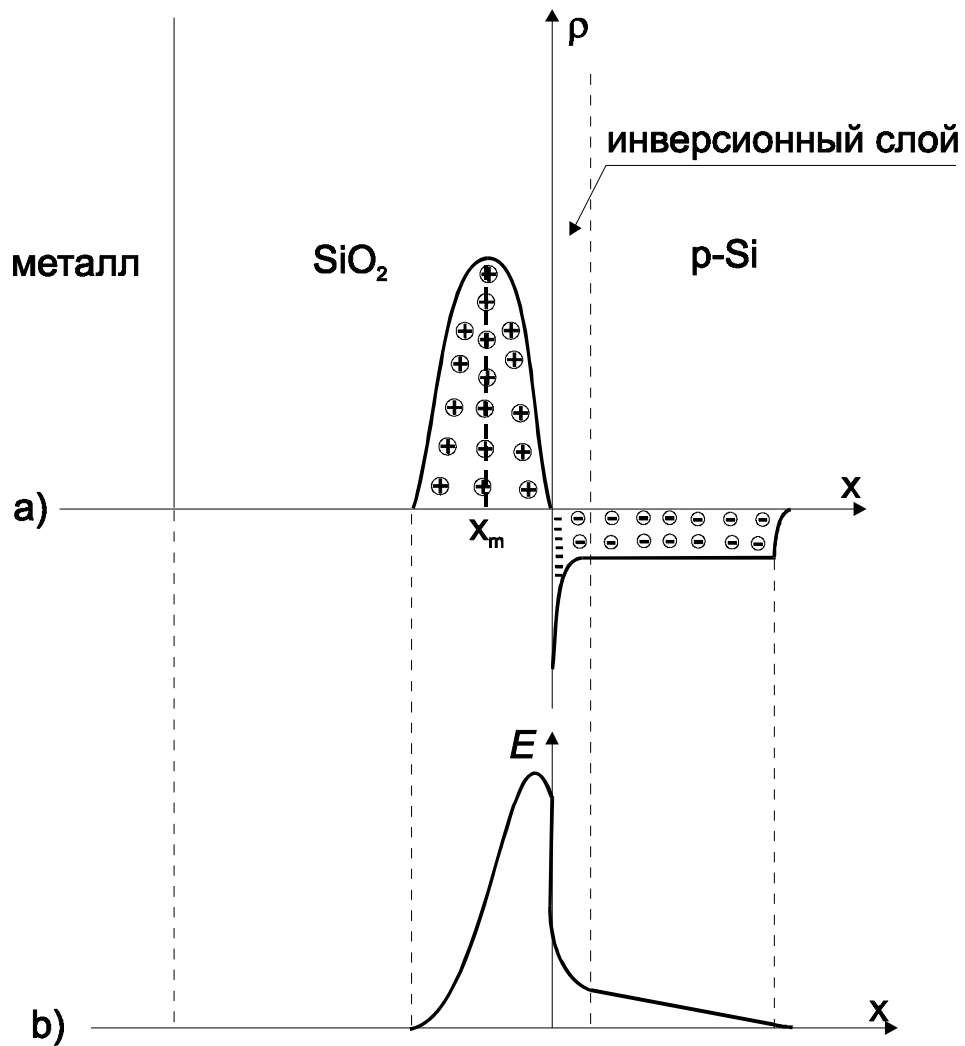 ρ
инверсионный слой
металл
SiO₂
p-Si
a)
x
xₘ
E
b)
x